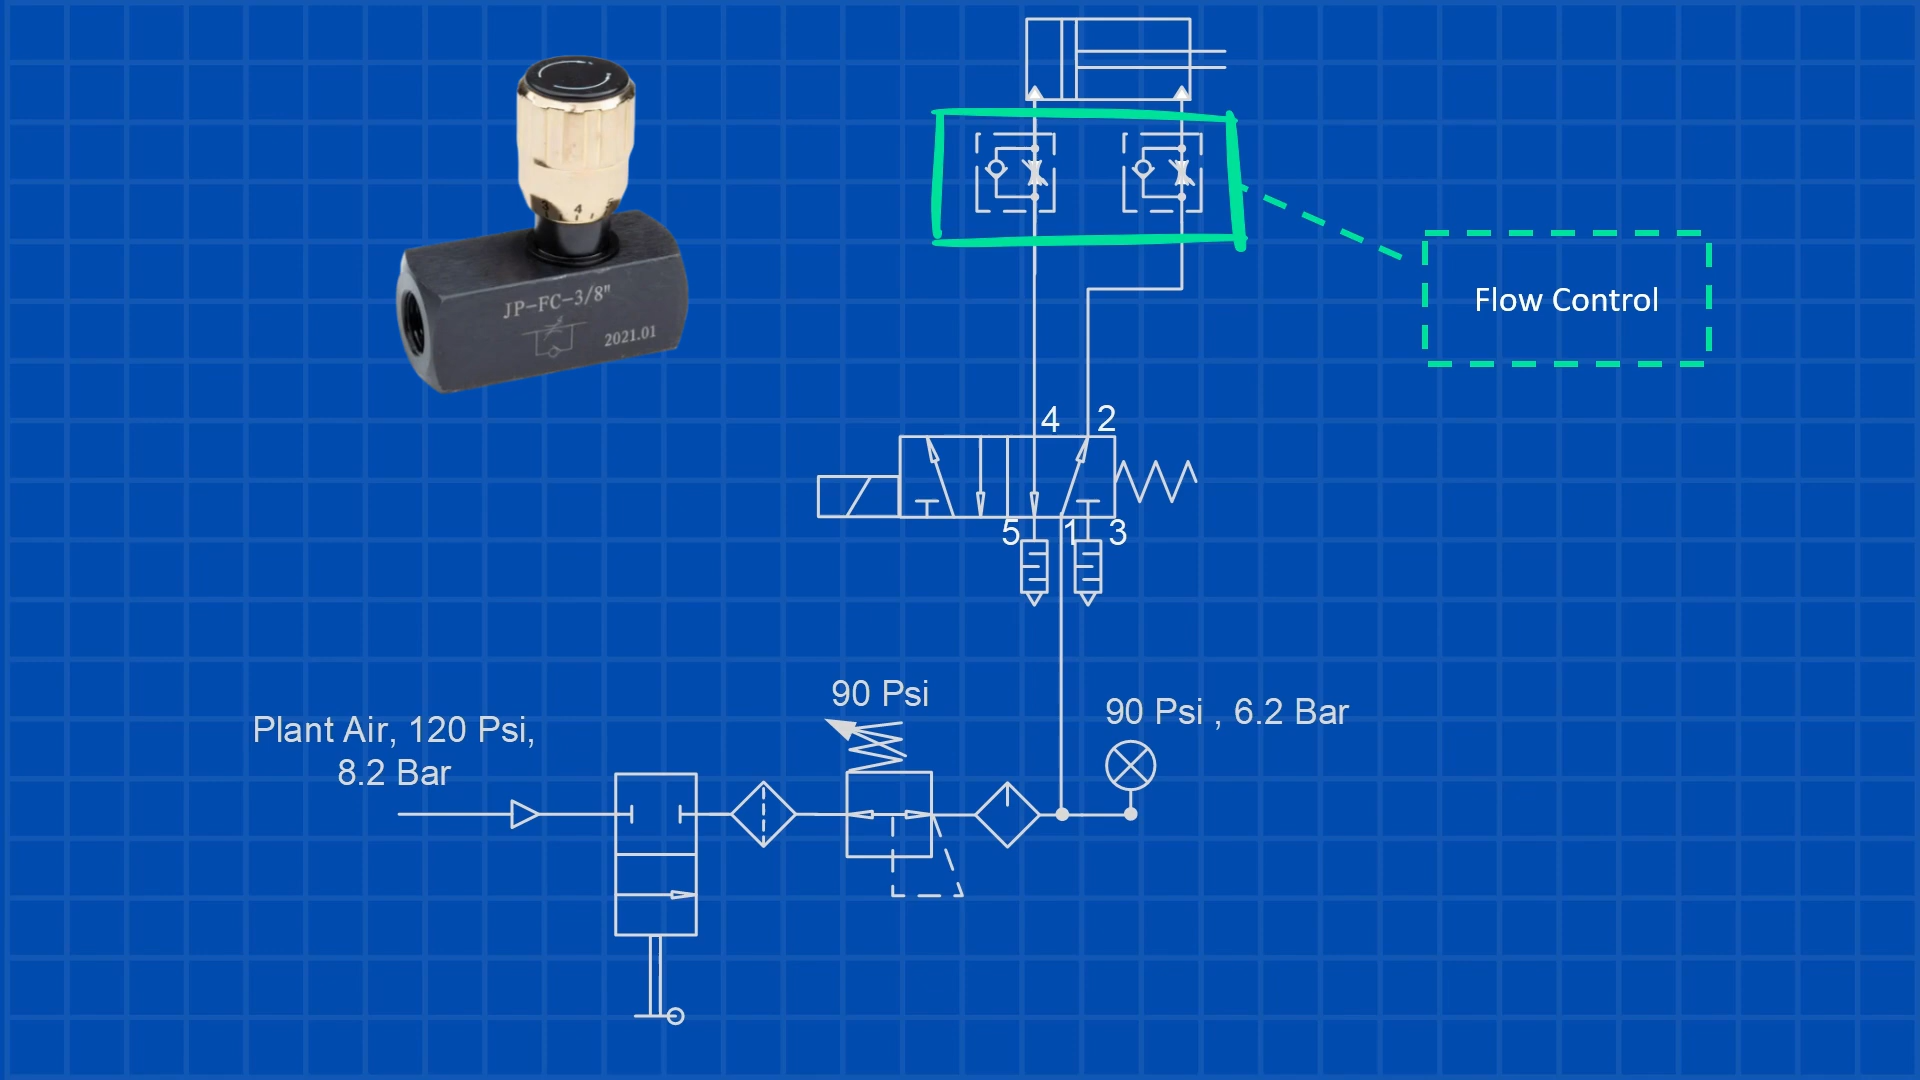 4
JP-FC-3/8"
2021.01
Flow Control
4 2
5 1 3
90 Psi
Plant Air, 120 Psi,
8.2 Bar
90 Psi , 6.2 Bar